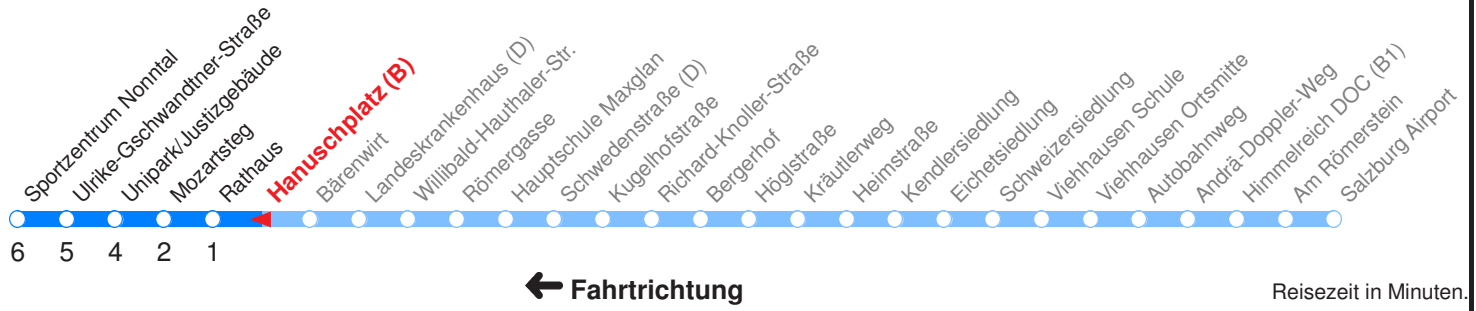 Sportzentrum Nonntal
Ulrike-Gschwandtner-Straße
Unipark/Justizgebäude
Mozartsteg
Rathaus
Hanuschplatz (B)
Bärenwirt
Landeskrankenhaus (D)
Willibald-Hauthaler-Str.
Römergasse
Hauptschule Maxglan
Schwedenstraße (D)
Kugelhofstraße
Richard-Knoller-Straße
Bergerhof
Höglstraße
Kräutlerweg
Heimstraße
Kendlersiedlung
Eichetsiedlung
Schweizersiedlung
Viehhausen Schule
Viehhausen Ortsmitte
Autobahnweg
Andrä-Doppler-Weg
Himmelreich DOC (B1)
Am Römerstein
Salzburg Airport
6 5 4 2 1
Fahrtrichtung
Reisezeit in Minuten.